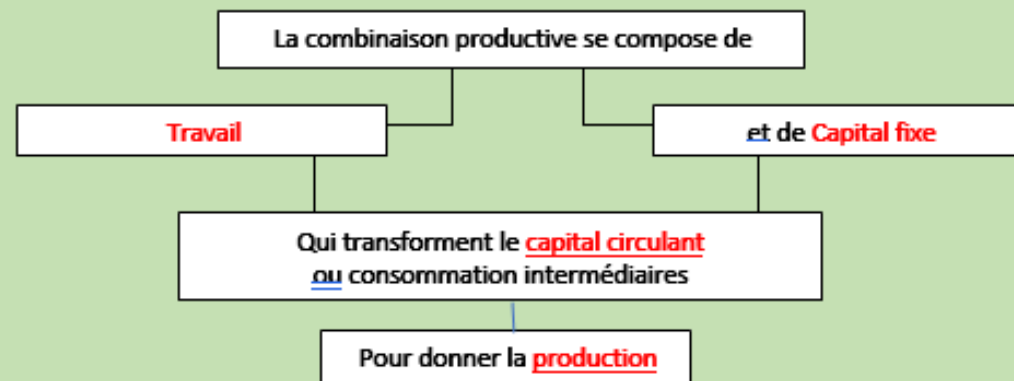 La combinaison productive se compose de
Travail
et de Capital fixe
Qui transforment le capital circulant
ou consommation intermédiaires
Pour donner la production